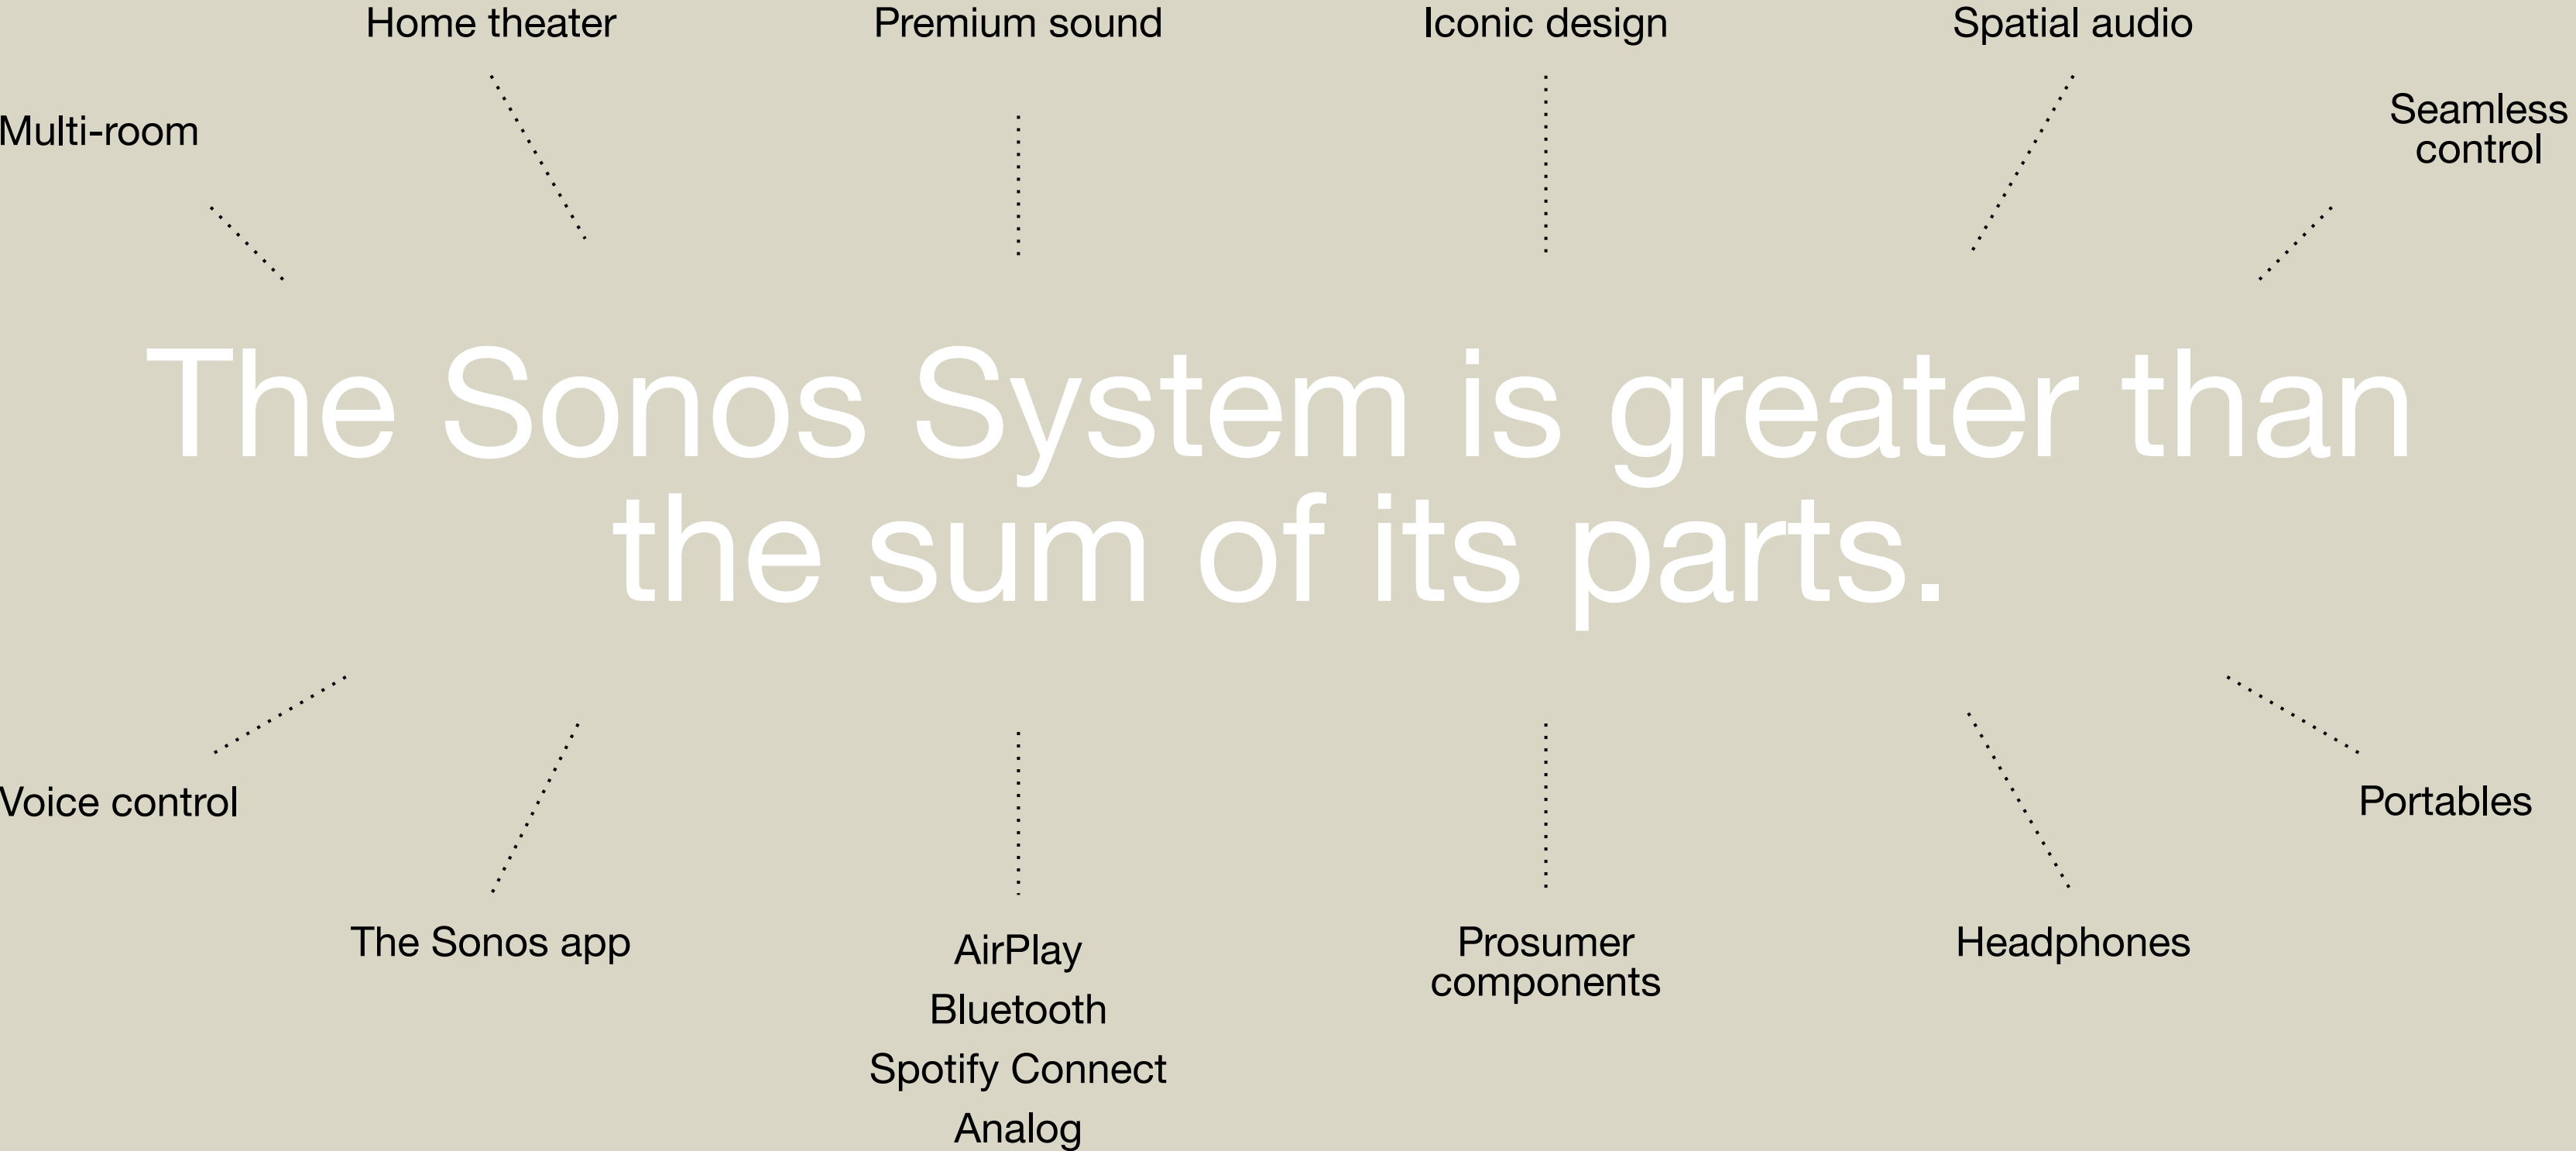 Home theater
Premium sound
Iconic design
Spatial audio
Multi-room
Seamless
control
The Sonos System is greater than
the sum of its parts.
Voice control
Portables
The Sonos app
AirPlay
Bluetooth
Spotify Connect
Analog
Prosumer
components
Headphones